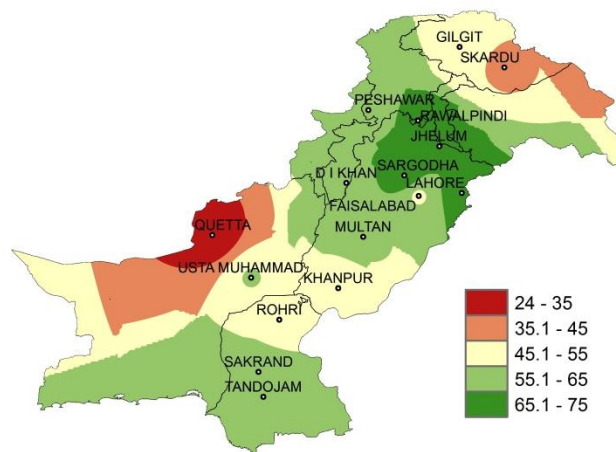 GILGIT
SKARDU
PESHAWAR
RAWALPINDI
JHELUM
SARGODHA
D I KHAN
LAHORE
FAISALABAD
QUETTA
MULTAN
USTA MUHAMMAD
KHANPUR
ROHRI
SAKRAND
TANDOJAM
24 - 35
35.1 - 45
45.1 - 55
55.1 - 65
65.1 - 75